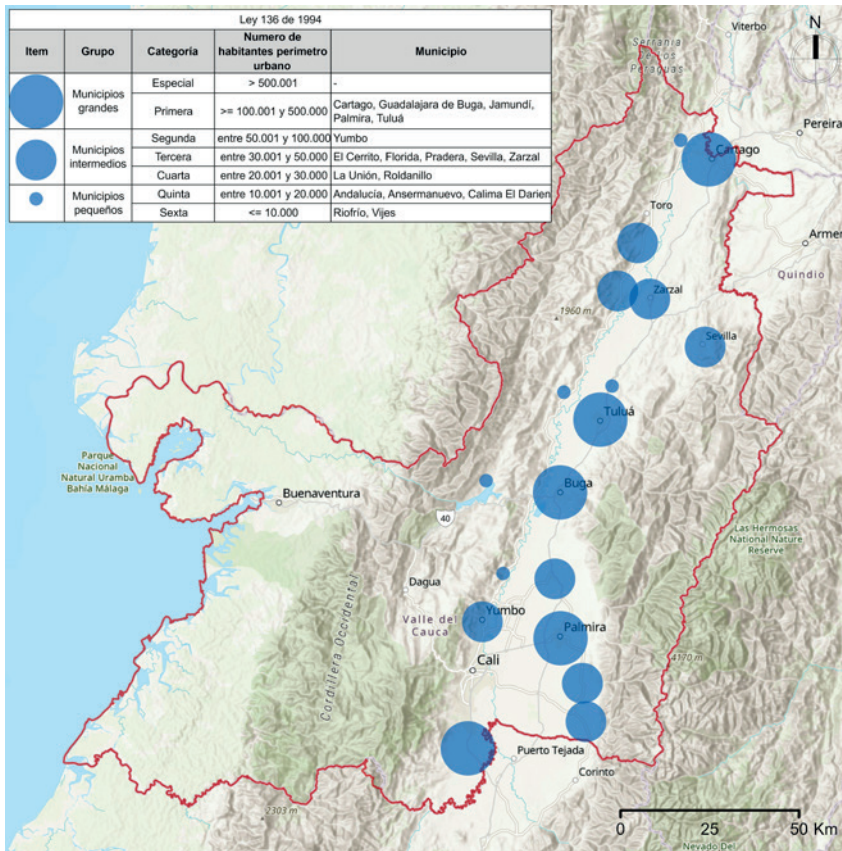 Ley 136 de 1994
Item
Grupo
Categoría
Numero de
habitantes perimetro
urbano
Municipio
Municipios
grandes
Especial
> 500.001
-
Primera
>= 100.001 y 500.000
Cartago, Guadalajara de Buga, Jamundí,
Palmira, Tuluá
Municipios
intermedios
Segunda
entre 50.001 y 100.000
Yumbo
Tercera
entre 30.001 y 50.000
El Cerrito, Florida, Pradera, Sevilla, Zarzal
Cuarta
entre 20.001 y 30.000
La Unión, Roldanillo
Municipios
pequeños
Quinta
entre 10.001 y 20.000
Andalucía, Ansermanuevo, Calima El Darien
Sexta
<= 10.000
Riofrío, Vijes
Viterbo
N
Serranía
De Los
Paraguas
Pereira
Cartago
Toro
Armen
Quindio
Zarzal
1960 m
Sevilla
Tuluá
Parque
Nacional
Natural Uramba
Bahía Málaga
Buenaventura
Buga
40
Las Hermosas
National Nature
Reserve
Dagua
Yumbo
Valle del
Cauca
Palmira
Cali
4170 m
Cordillera Occidental
Puerto Tejada
Corinto
2303 m
0 25 50 Km
Nevado Del